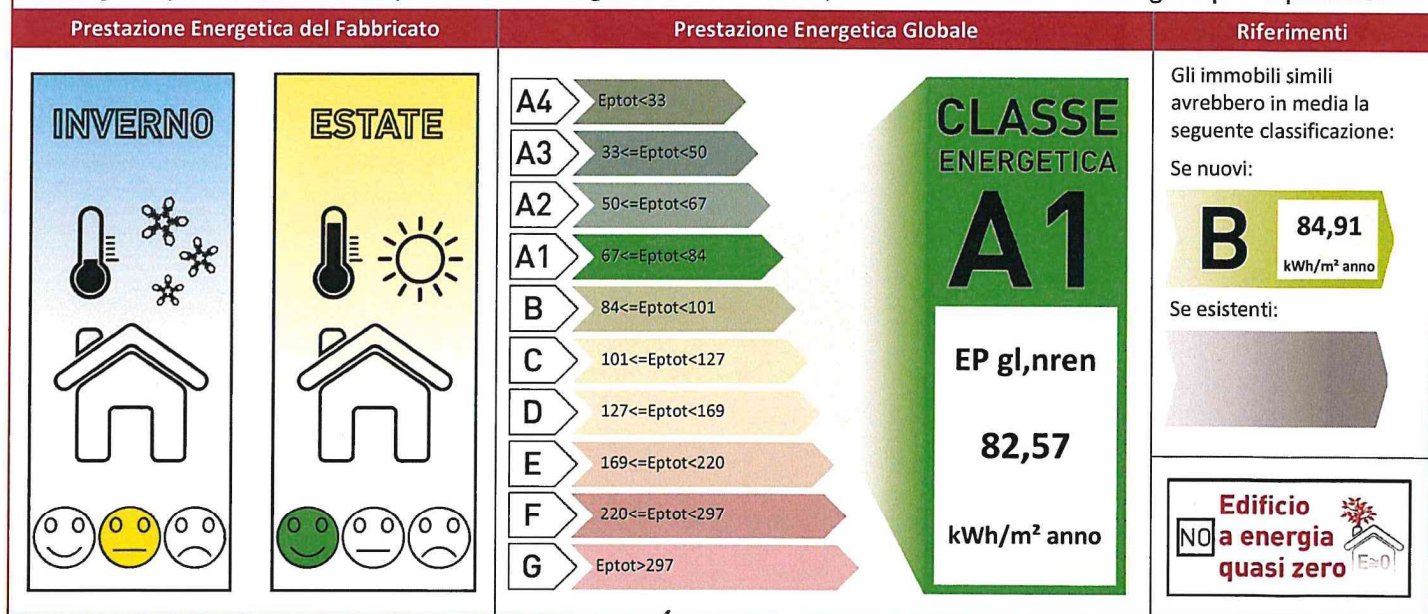 Prestazione Energetica del Fabbricato
Prestazione Energetica Globale
Riferimenti
INVERNO
ESTATE
A4
Eptot<33
A3
33<=Eptot<50
A2
50<=Eptot<67
A1
67<=Eptot<84
B
84<=Eptot<101
C
101<=Eptot<127
D
127<=Eptot<169
E
169<=Eptot<220
F
220<=Eptot<297
G
Eptot>297
CLASSE
ENERGETICA
A1
EP gl,nren
82,57
kWh/m² anno
Gli immobili simili
avrebbero in media la
seguente classificazione:
Se nuovi:
B
84,91
kWh/m² anno
Se esistenti:
Edificio
NO a energia
quasi zero
E≥0